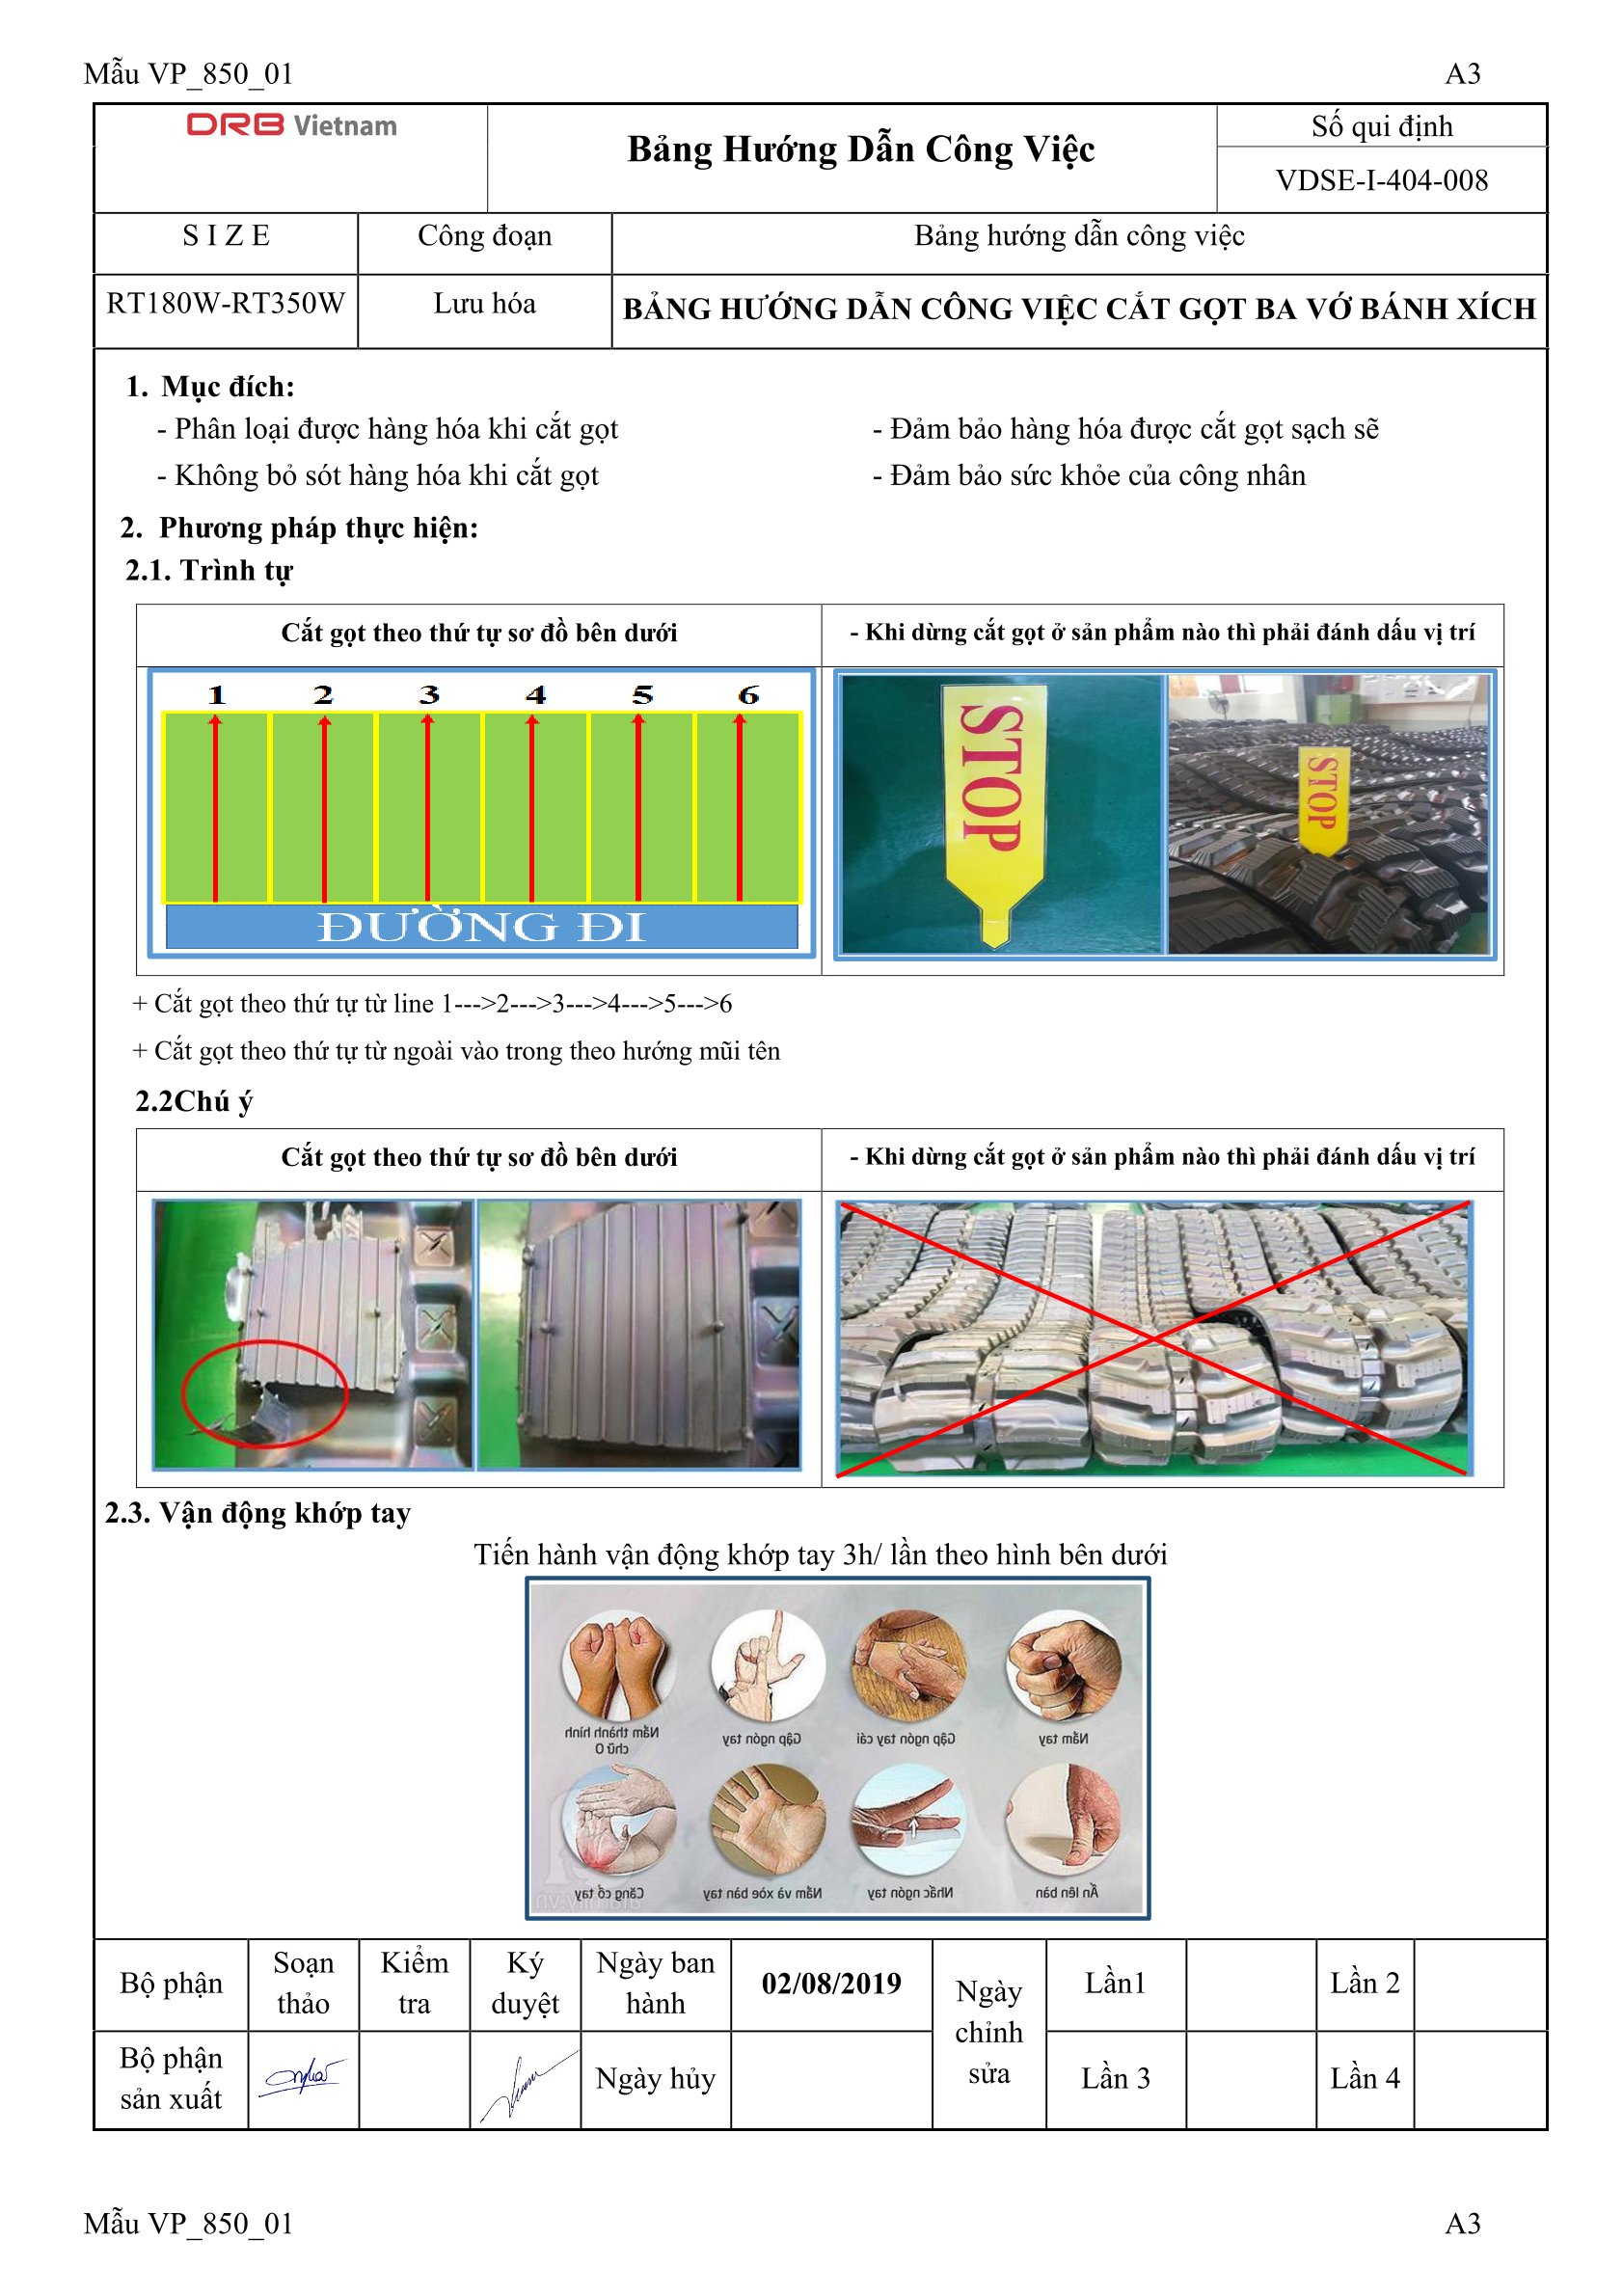 Mẫu VP_850_01 A3
DRB Vietnam
Bảng Hướng Dẫn Công Việc
Số qui định
VDSE-I-404-008
S I Z E Công đoạn Bảng hướng dẫn công việc
RT180W-RT350W Lưu hóa BẢNG HƯỚNG DẪN CÔNG VIỆC CẮT GỌT BA VỚ BÁNH XÍCH
1. Mục đích:
- Phân loại được hàng hóa khi cắt gọt - Đảm bảo hàng hóa được cắt gọt sạch sẽ
- Không bỏ sót hàng hóa khi cắt gọt - Đảm bảo sức khỏe của công nhân
2. Phương pháp thực hiện:
2.1. Trình tự
Cắt gọt theo thứ tự sơ đồ bên dưới - Khi dừng cắt gọt ở sản phẩm nào thì phải đánh dấu vị trí
1 2 3 4 5 6
ĐƯỜNG ĐI
STOP
STOP
+ Cắt gọt theo thứ tự từ line 1--->2--->3--->4--->5--->6
+ Cắt gọt theo thứ tự từ ngoài vào trong theo hướng mũi tên
2.2Chú ý
Cắt gọt theo thứ tự sơ đồ bên dưới - Khi dừng cắt gọt ở sản phẩm nào thì phải đánh dấu vị trí
2.3. Vận động khớp tay
Tiến hành vận động khớp tay 3h/ lần theo hình bên dưới
Nắm thành hình
chữ O
Gập ngón tay
Gập ngón tay cái
Nắm tay
Căng cổ tay
Nắm và xòe bàn tay
Nhấc ngón tay
Ấn lên bàn
Bộ phận
Soạn
thảo
Kiểm
tra
Ký
duyệt
Ngày ban
hành
02/08/2019
Ngày
chỉnh
sửa
Lần1
Lần 2
Bộ phận
sản xuất
Ngày hủy
Lần 3
Lần 4
Mẫu VP_850_01 A3